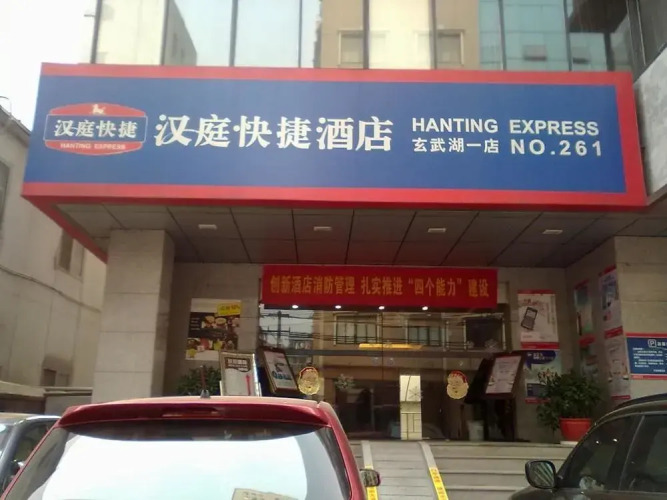 汉庭快捷
HANTING EXPRESS
汉庭快捷酒店
HANTING EXPRESS
玄武湖一店 NO.261
创新酒店消防管理 扎实推进“四个能力”建设
P